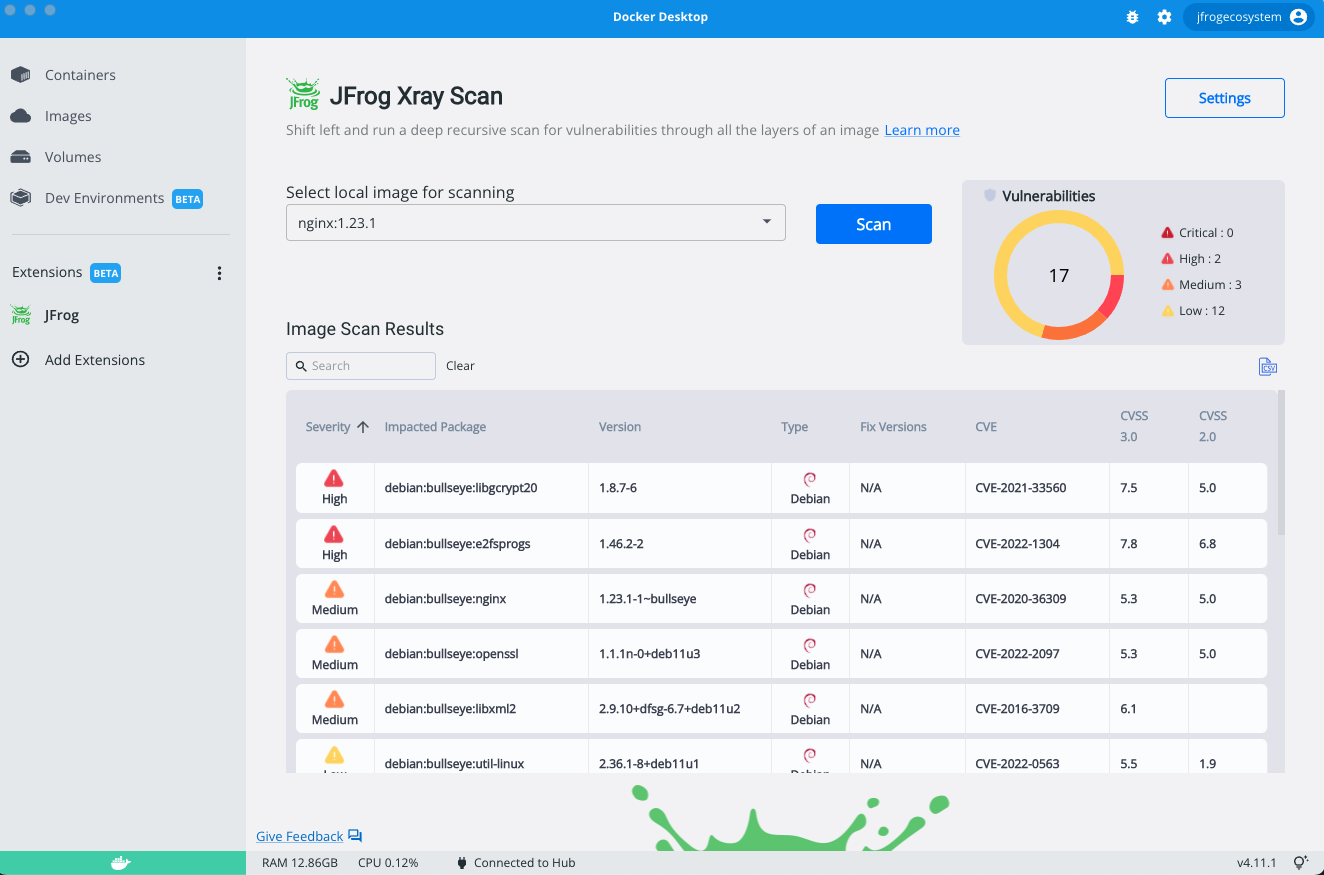 Docker Desktop
jfrogecosystem
Containers
Images
Volumes
Dev Environments BETA
Extensions BETA
JFrog
Add Extensions
JFrog
JFrog Xray Scan
Settings
Shift left and run a deep recursive scan for vulnerabilities through all the layers of an image Learn more
Select local image for scanning
nginx:1.23.1
Scan
Vulnerabilities
17
Critical : 0
High : 2
Medium : 3
Low : 12
Image Scan Results
Search
Clear
CSV
Severity Impacted Package Version Type Fix Versions CVE CVSS 3.0 CVSS 2.0
High debian:bullseye:libgcrypt20 1.8.7-6 Debian N/A CVE-2021-33560 7.5 5.0
High debian:bullseye:e2fsprogs 1.46.2-2 Debian N/A CVE-2022-1304 7.8 6.8
Medium debian:bullseye:nginx 1.23.1-1~bullseye Debian N/A CVE-2020-36309 5.3 5.0
Medium debian:bullseye:openssl 1.1.1n-0+deb11u3 Debian N/A CVE-2022-2097 5.3 5.0
Medium debian:bullseye:libxml2 2.9.10+dfsg-6.7+deb11u2 Debian N/A CVE-2016-3709 6.1
Low debian:bullseye:util-linux 2.36.1-8+deb11u1 Debian N/A CVE-2022-0563 5.5 1.9
Give Feedback
RAM 12.86GB CPU 0.12% Connected to Hub
v4.11.1